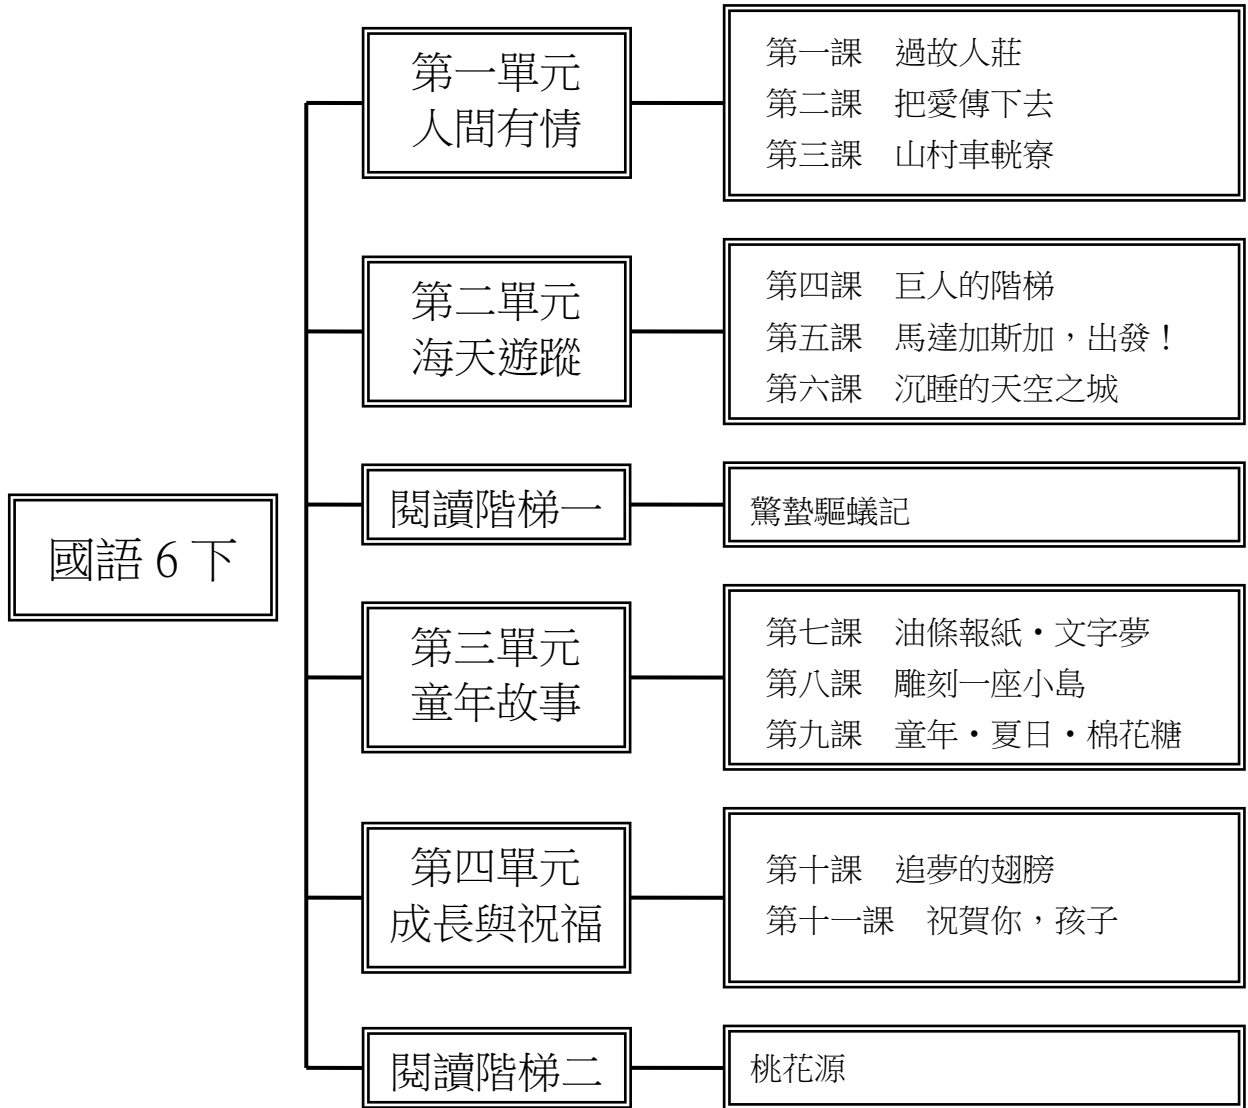 國語 6 下
第一單元
人間有情
第一課 過故人莊
第二課 把愛傳下去
第三課 山村車輄寮
第二單元
海天遊蹤
第四課 巨人的階梯
第五課 馬達加斯加，出發！
第六課 沉睡的天空之城
閱讀階梯一
驚蟄驅蟻記
第三單元
童年故事
第七課 油條報紙‧文字夢
第八課 雕刻一座小島
第九課 童年‧夏日‧棉花糖
第四單元
成長與祝福
第十課 追夢的翅膀
第十一課 祝賀你，孩子
閱讀階梯二
桃花源